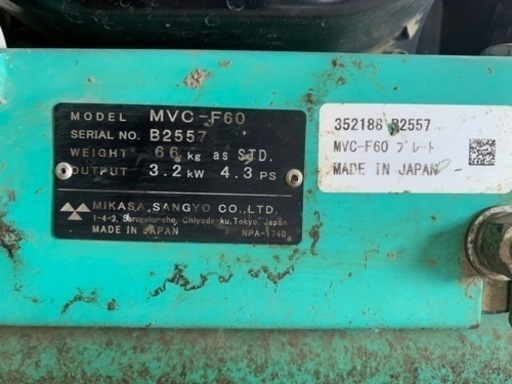 MODEL MVC-F60
SERIAL NO. B2557
WEIGHT 66 kg as STD.
OUTPUT 3.2 kW 4.3 PS
MIKASA SANGYO CO., LTD.
1-4-3, Sarugaku-cho, Chiyoda-ku, Tokyo, Japan
MADE IN JAPAN NPA-1740
352186 B2557
MVC-F60 プレート
MADE IN JAPAN